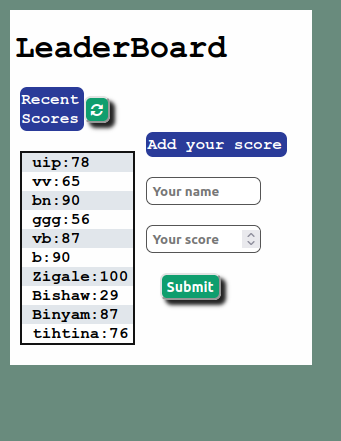 LeaderBoard
Recent
Scores
uip:78
vv:65
bn:90
ggg:56
vb:87
b:90
Zigale:100
Bishaw:29
Binyam:87
tihtina:76
Add your score
Your name
Your score
Submit